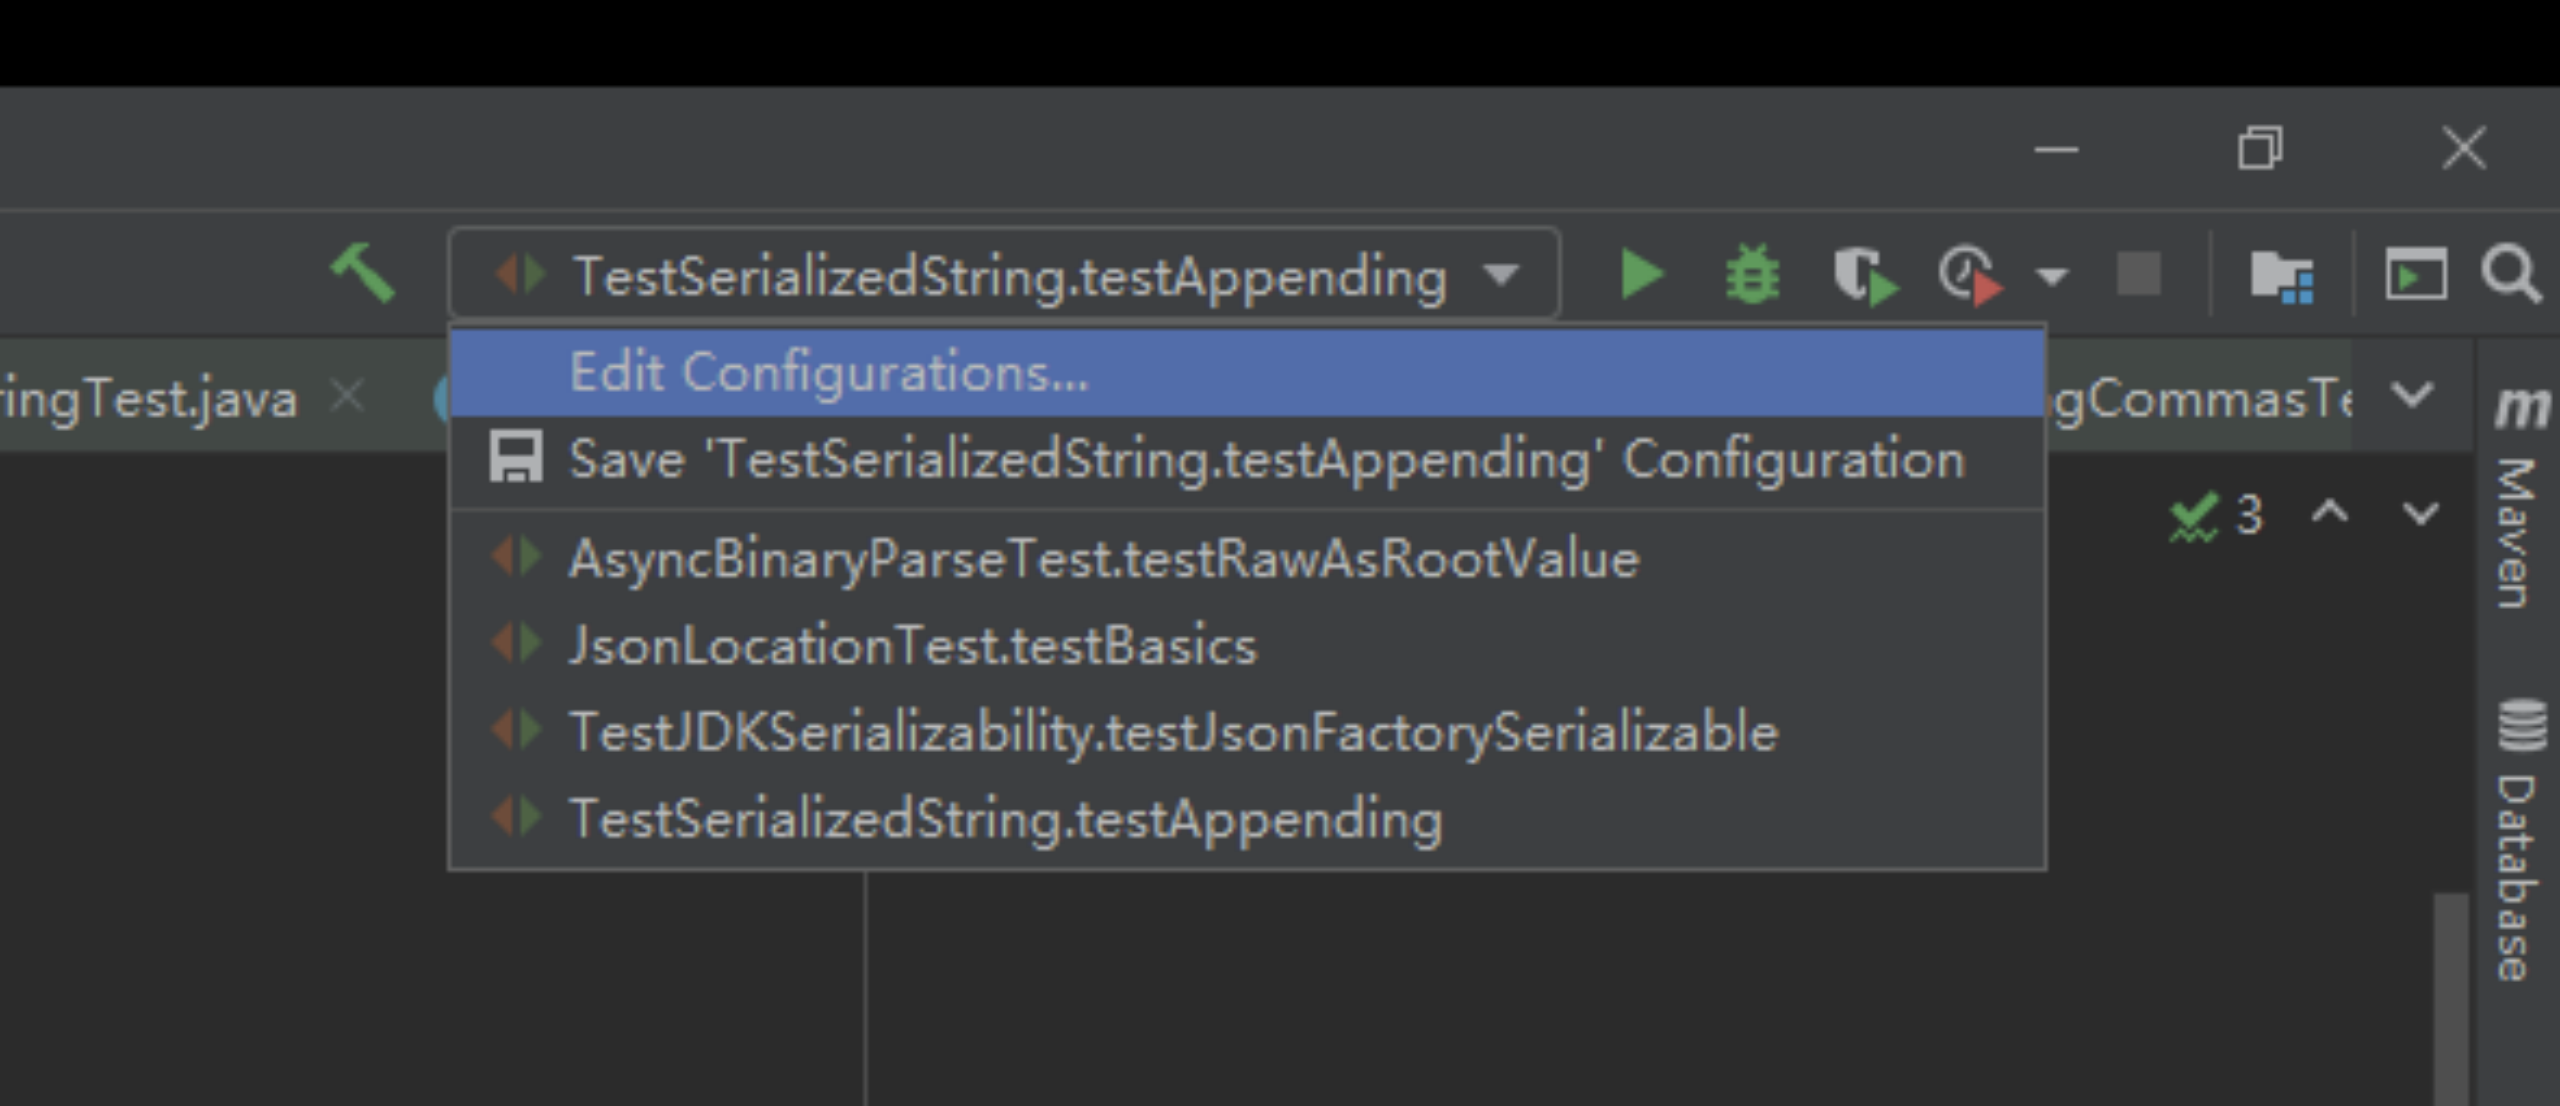 TestSerializedString.testAppending
ingTest.java
Edit Configurations...
gCommasTe
Save 'TestSerializedString.testAppending' Configuration
3
AsyncBinaryParseTest.testRawAsRootValue
JsonLocationTest.testBasics
TestJDKSerializability.testJsonFactorySerializable
TestSerializedString.testAppending
m Maven
Database